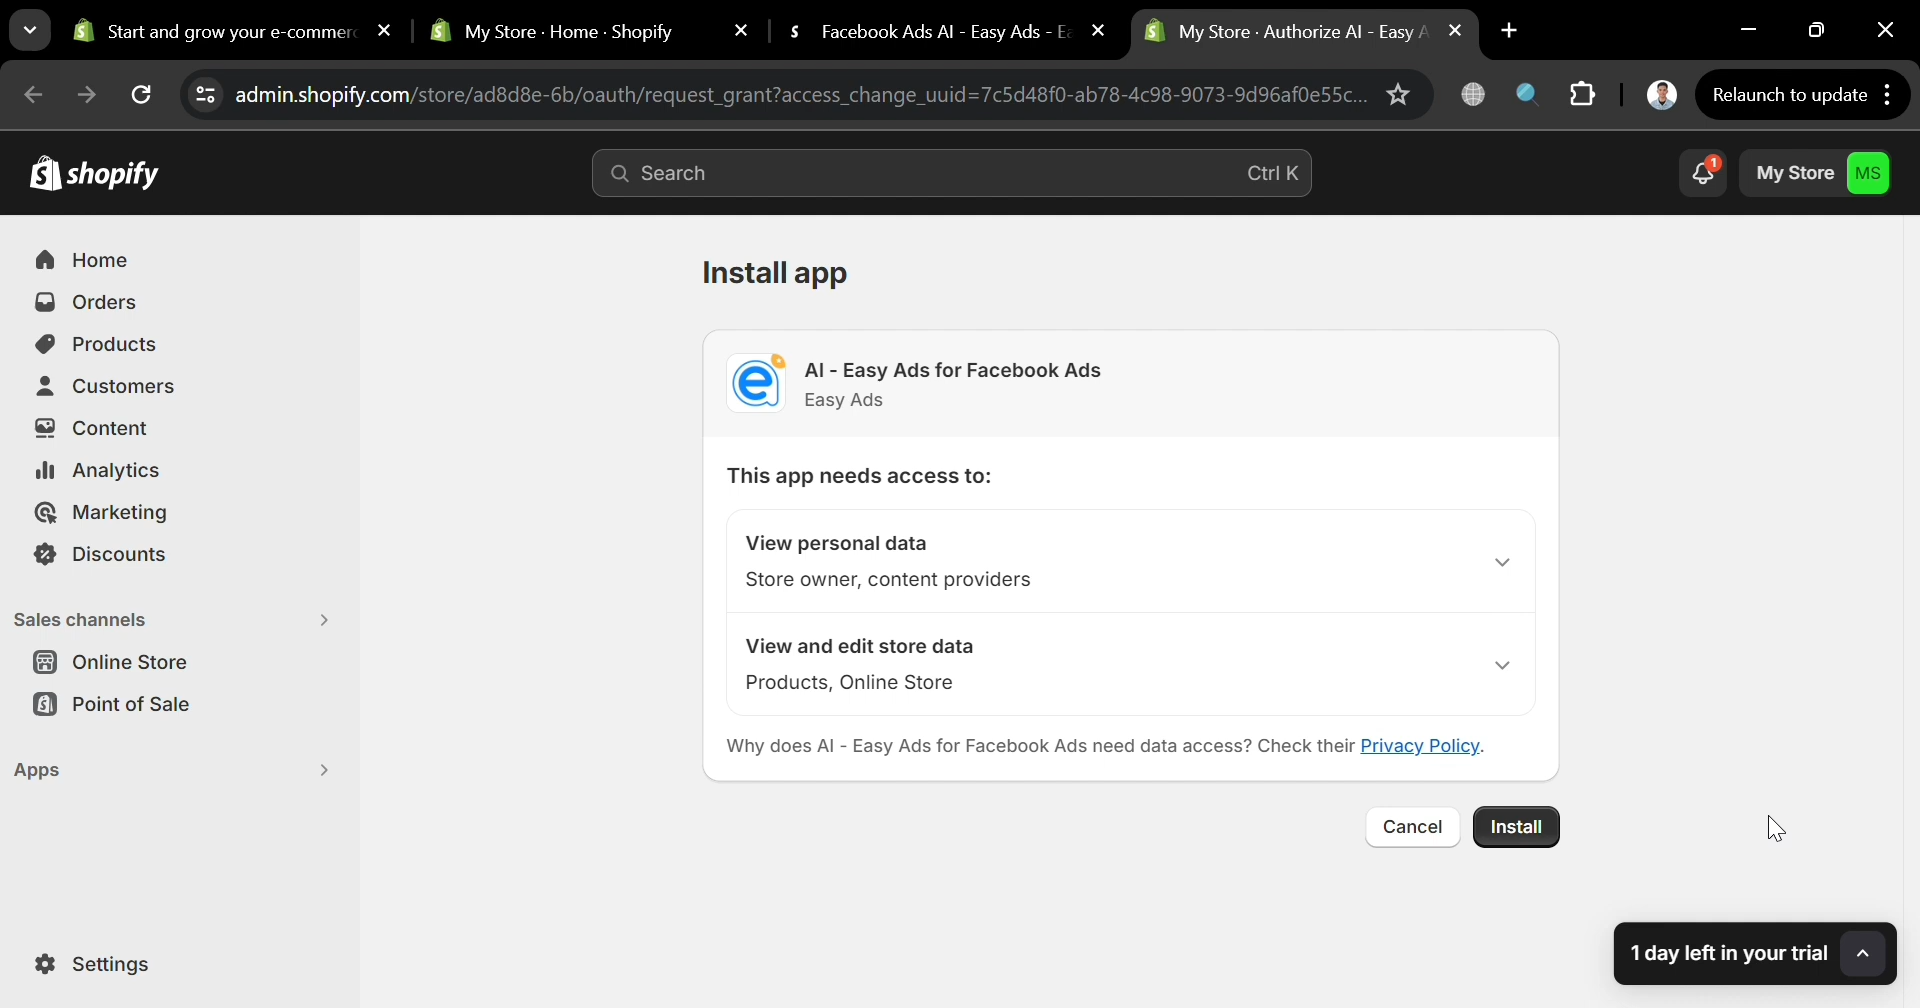 Start and grow your e-commerc
My Store · Home · Shopify
Facebook Ads AI - Easy Ads - Ea
My Store · Authorize AI - Easy A
admin.shopify.com/store/ad8d8e-6b/oauth/request_grant?access_change_uuid=7c5d48f0-ab78-4c98-9073-9d96af0e55c...
Relaunch to update
shopify
Search
Ctrl K
1
My Store
MS
Home
Orders
Products
Customers
Content
Analytics
Marketing
Discounts
Sales channels
Online Store
Point of Sale
Apps
Settings
Install app
AI - Easy Ads for Facebook Ads
Easy Ads
This app needs access to:
View personal data
Store owner, content providers
View and edit store data
Products, Online Store
Why does AI - Easy Ads for Facebook Ads need data access? Check their Privacy Policy.
Cancel
Install
1 day left in your trial